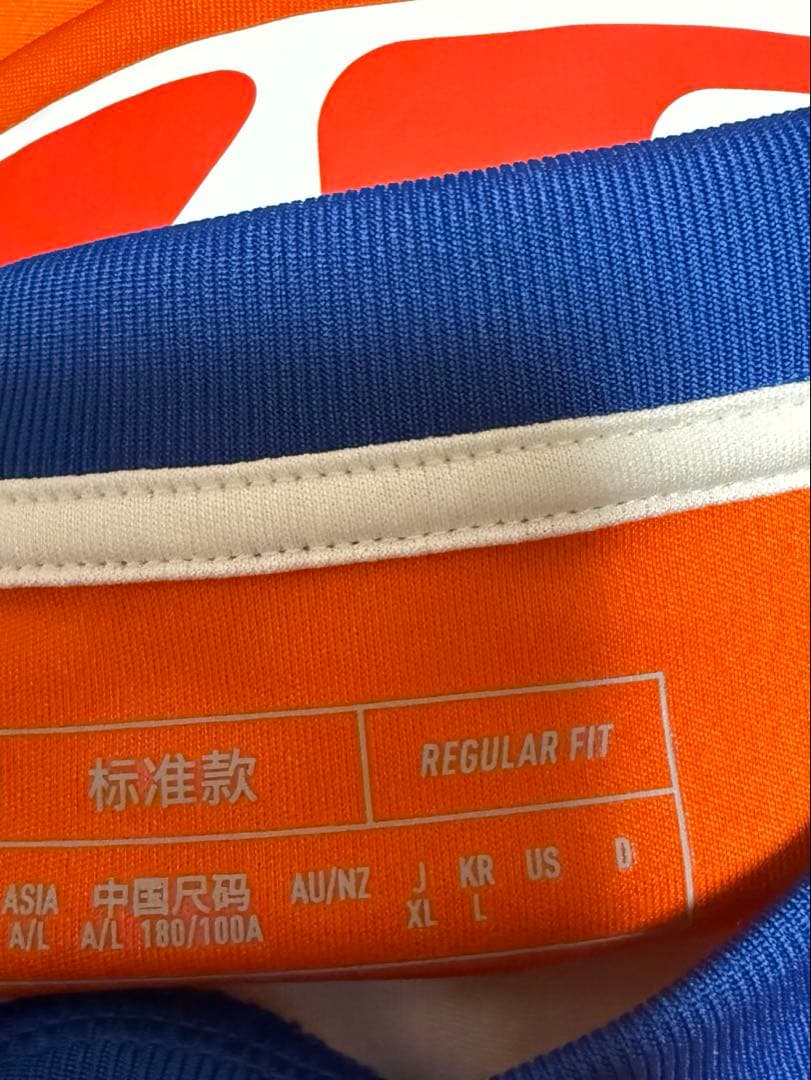 标准款 REGULAR FIT
ASIA 中国尺码 AU/NZ J KR US D
A/L A/L 180/100A XL L